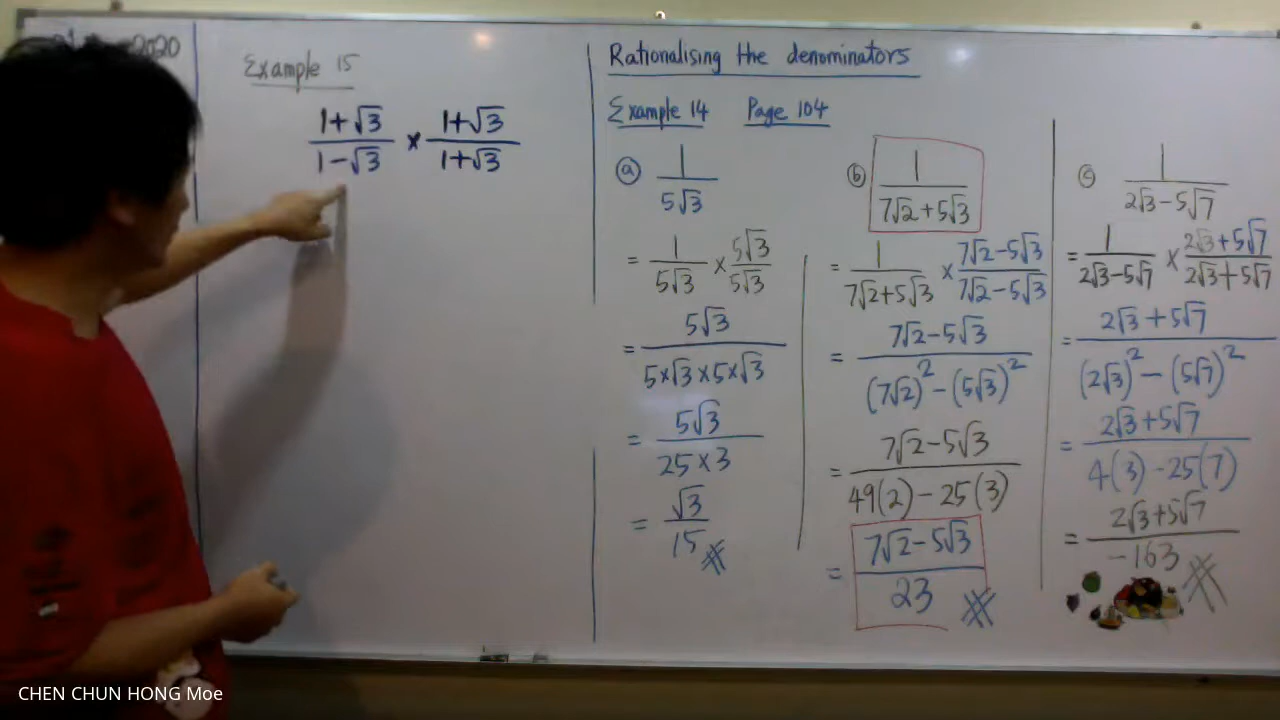 2020
Example 15
1+√3 / 1-√3 × 1+√3 / 1+√3
Rationalising the denominators
Example 14 Page 104
(a) 1 / 5√3
= 1 / 5√3 × 5√3 / 5√3
= 5√3 / 5×√3×5×√3
= 5√3 / 25×3
= √3 / 15
(b) 1 / 7√2+5√3
= 1 / 7√2+5√3 × 7√2-5√3 / 7√2-5√3
= 7√2-5√3 / (7√2)² - (5√3)²
= 7√2-5√3 / 49(2) - 25(3)
= 7√2-5√3 / 23
(c) 1 / 2√3-5√7
= 1 / 2√3-5√7 × 2√3+5√7 / 2√3+5√7
= 2√3+5√7 / (2√3)² - (5√7)²
= 2√3+5√7 / 4(3) - 25(7)
= 2√3+5√7 / -163
CHEN CHUN HONG Moe